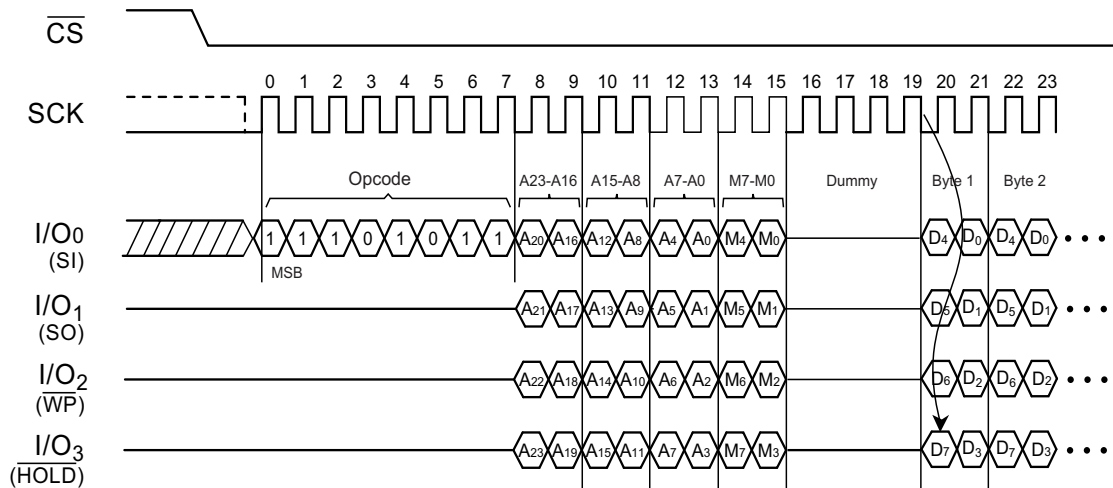 CS
0 1 2 3 4 5 6 7 8 9 10 11 12 13 14 15 16 17 18 19 20 21 22 23
SCK
Opcode A23-A16 A15-A8 A7-A0 M7-M0 Dummy Byte 1 Byte 2
I/O0 1 1 1 0 1 0 1 1 A20 A16 A12 A8 A4 A0 M4 M0 D4 D0 D4 D0 • • •
(SI)
MSB
I/O1 A21 A17 A13 A9 A5 A1 M5 M1 D5 D1 D5 D1 • • •
(SO)
I/O2 A22 A18 A14 A10 A6 A2 M6 M2 D6 D2 D6 D2 • • •
(WP)
I/O3 A23 A19 A15 A11 A7 A3 M7 M3 D7 D3 D7 D3 • • •
(HOLD)